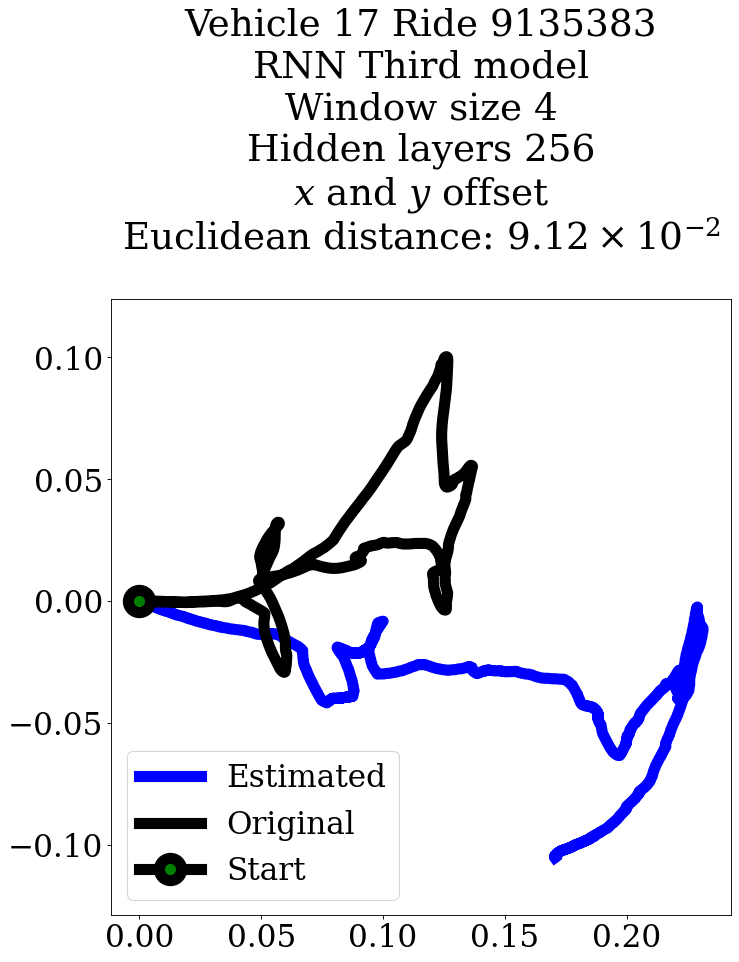 Vehicle 17 Ride 9135383
RNN Third model
Window size 4
Hidden layers 256
x and y offset
Euclidean distance: 9.12 × 10⁻²
0.10
0.05
0.00
−0.05
−0.10
Estimated
Original
Start
0.00 0.05 0.10 0.15 0.20